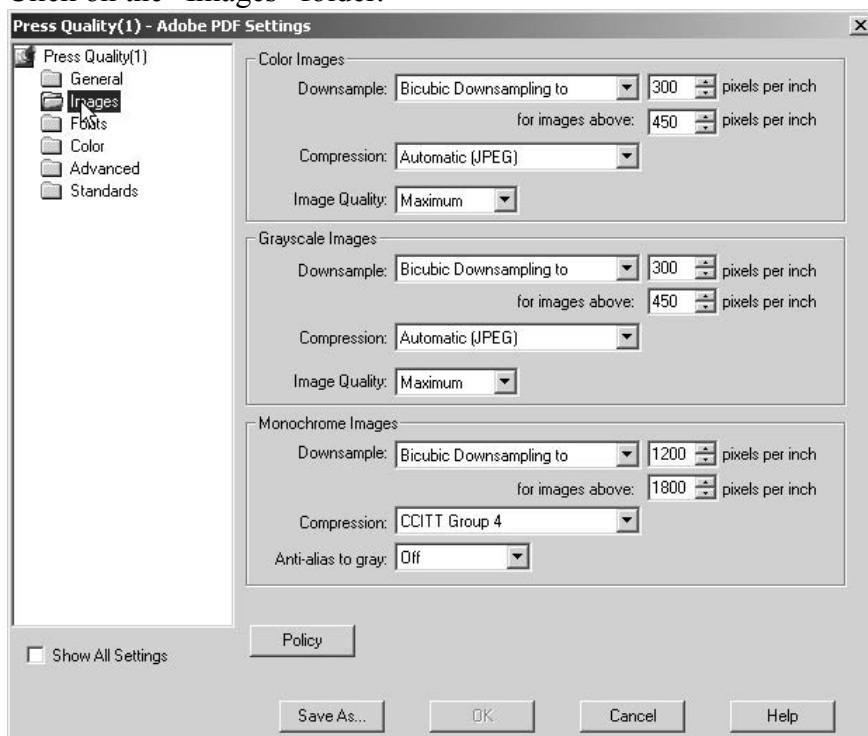 Click on the "Images" folder.
Press Quality(1) - Adobe PDF Settings
Press Quality(1)
General
Images
Fonts
Color
Advanced
Standards
Show All Settings
Color Images
Downsample: Bicubic Downsampling to 300 pixels per inch
for images above: 450 pixels per inch
Compression: Automatic (JPEG)
Image Quality: Maximum
Grayscale Images
Downsample: Bicubic Downsampling to 300 pixels per inch
for images above: 450 pixels per inch
Compression: Automatic (JPEG)
Image Quality: Maximum
Monochrome Images
Downsample: Bicubic Downsampling to 1200 pixels per inch
for images above: 1800 pixels per inch
Compression: CCITT Group 4
Anti-alias to gray: Off
Policy
Save As... OK Cancel Help